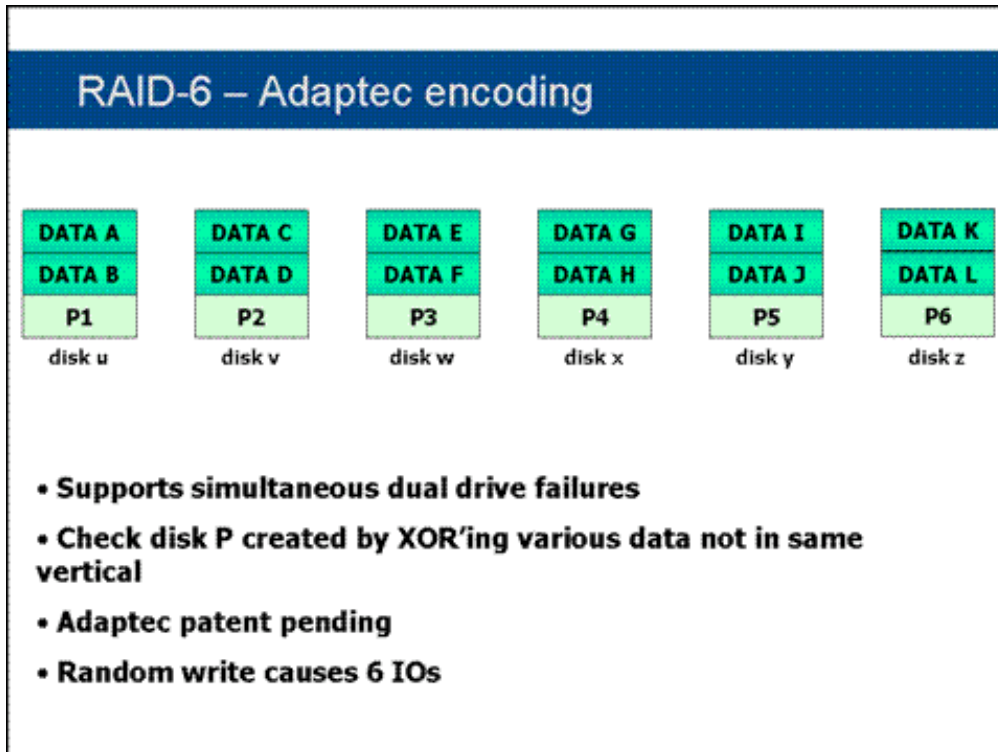 RAID-6 – Adaptec encoding
DATA A DATA C DATA E DATA G DATA I DATA K
DATA B DATA D DATA F DATA H DATA J DATA L
P1 P2 P3 P4 P5 P6
disk u disk v disk w disk x disk y disk z
• Supports simultaneous dual drive failures
• Check disk P created by XOR'ing various data not in same
vertical
• Adaptec patent pending
• Random write causes 6 IOs